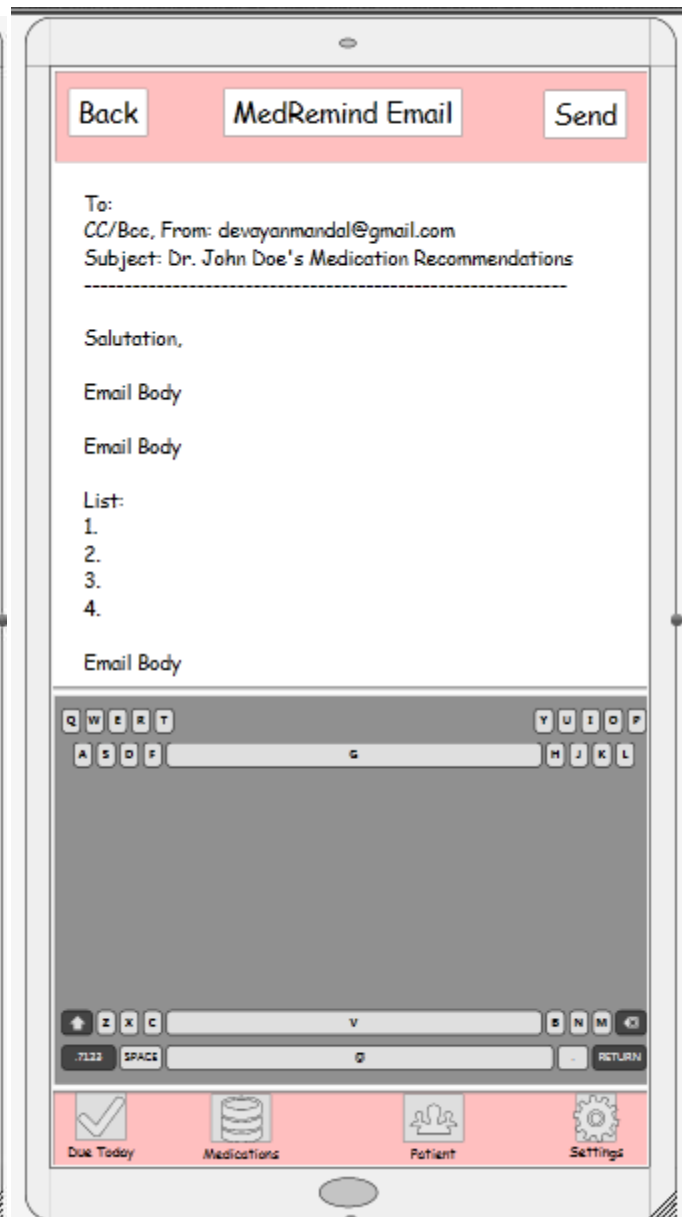 Back MedRemind Email Send
To:
CC/Bcc, From: devayanmandal@gmail.com
Subject: Dr. John Doe's Medication Recommendations
------------------------------------------------------------
Salutation,
Email Body
Email Body
List:
1.
2.
3.
4.
Email Body
Q W E R T Y U I O P
A S D F G H J K L
Z X C V B N M
.?123 SPACE @ . RETURN
Due Today Medications Patient Settings